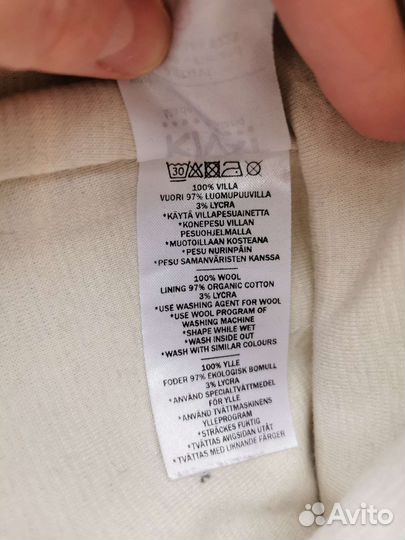 30
100% VILLA
VUORI 97% LUOMUPUUVILLA
3% LYCRA
*KÄYTÄ VILLAPESUAINETTA
*KONEPESU VILLAN
PESUOHJELMALLA
*MUOTOILLAAN KOSTEANA
*PESU NURINPÄIN
*PESU SAMANVÄRISTEN KANSSA
100% WOOL
LINING 97% ORGANIC COTTON
3% LYCRA
*USE WASHING AGENT FOR WOOL
*USE WOOL PROGRAM OF
WASHING MACHINE
*SHAPE WHILE WET
*WASH INSIDE OUT
*WASH WITH SIMILAR COLOURS
100% YLLE
FODER 97% EKOLOGISK BOMULL
3% LYCRA
*ANVÄND SPECIALTVÄTTMEDEL
FÖR YLLE
*ANVÄND TVÄTTMASKINENS
YLLEPROGRAM
*STRÄCKES FUKTIG
*TVÄTTAS AVIGSIDAN UTÅT
*TVÄTTAS MED LIKNANDE FÄRGER
Avito